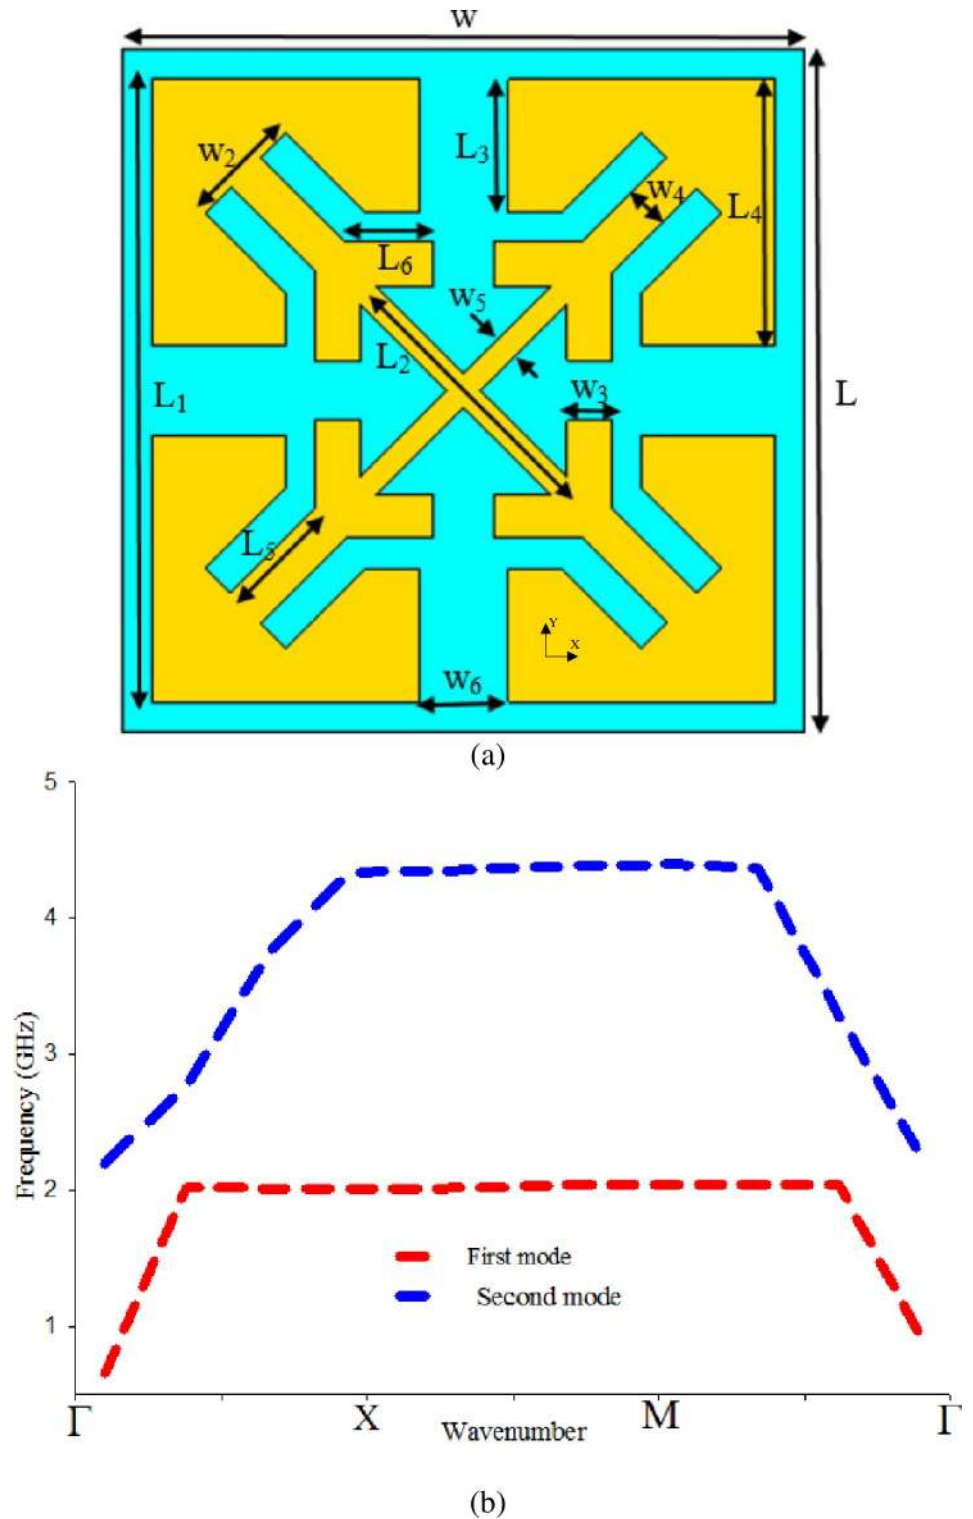 w
w₂
L₃
w₄
L₄
L₆
w₅
L₂
w₃
L₁
L
L₅
Y
X
w₆
(a)
5
4
3
2
1
Frequency (GHz)
First mode
Second mode
Γ
X
M
Γ
Wavenumber
(b)